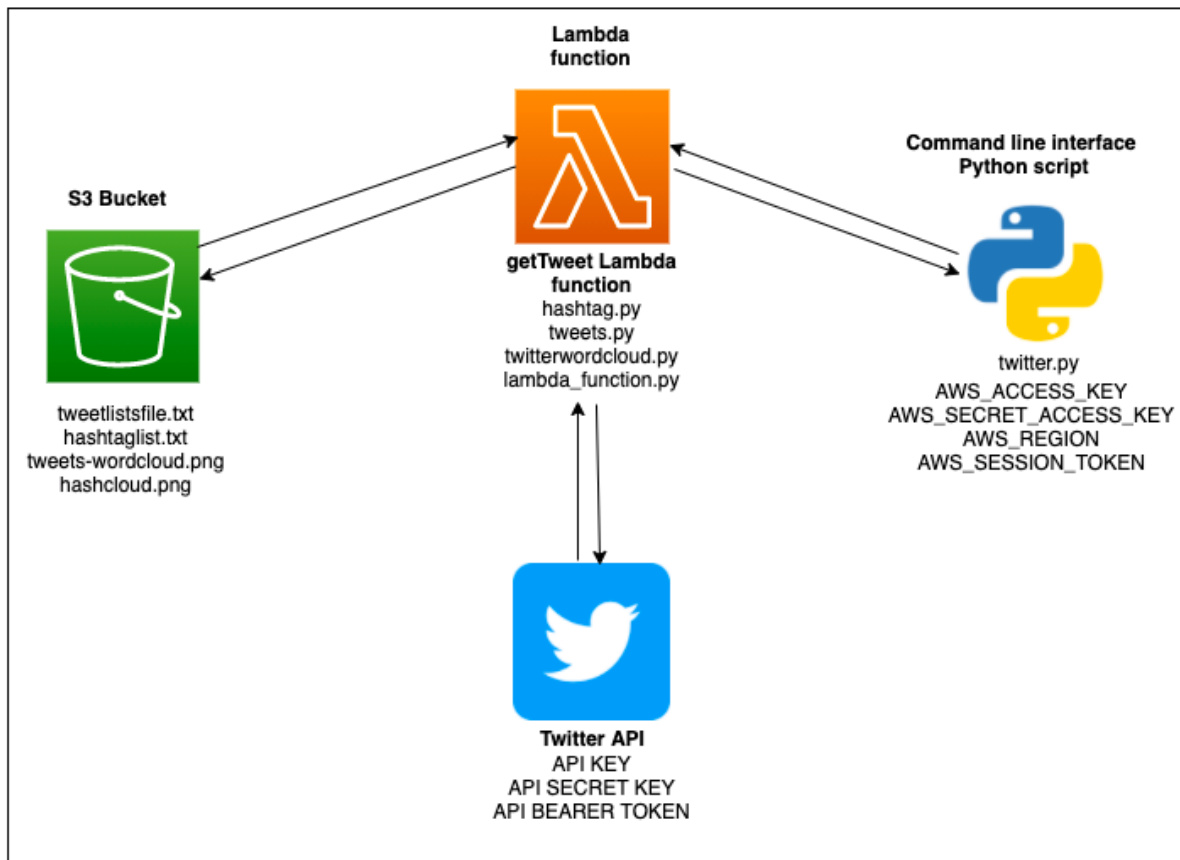 Lambda
function
Command line interface
Python script
S3 Bucket
getTweet Lambda
function
hashtag.py
tweets.py
twitterwordcloud.py
lambda_function.py
twitter.py
AWS_ACCESS_KEY
AWS_SECRET_ACCESS_KEY
AWS_REGION
AWS_SESSION_TOKEN
tweetlistsfile.txt
hashtaglist.txt
tweets-wordcloud.png
hashcloud.png
Twitter API
API KEY
API SECRET KEY
API BEARER TOKEN